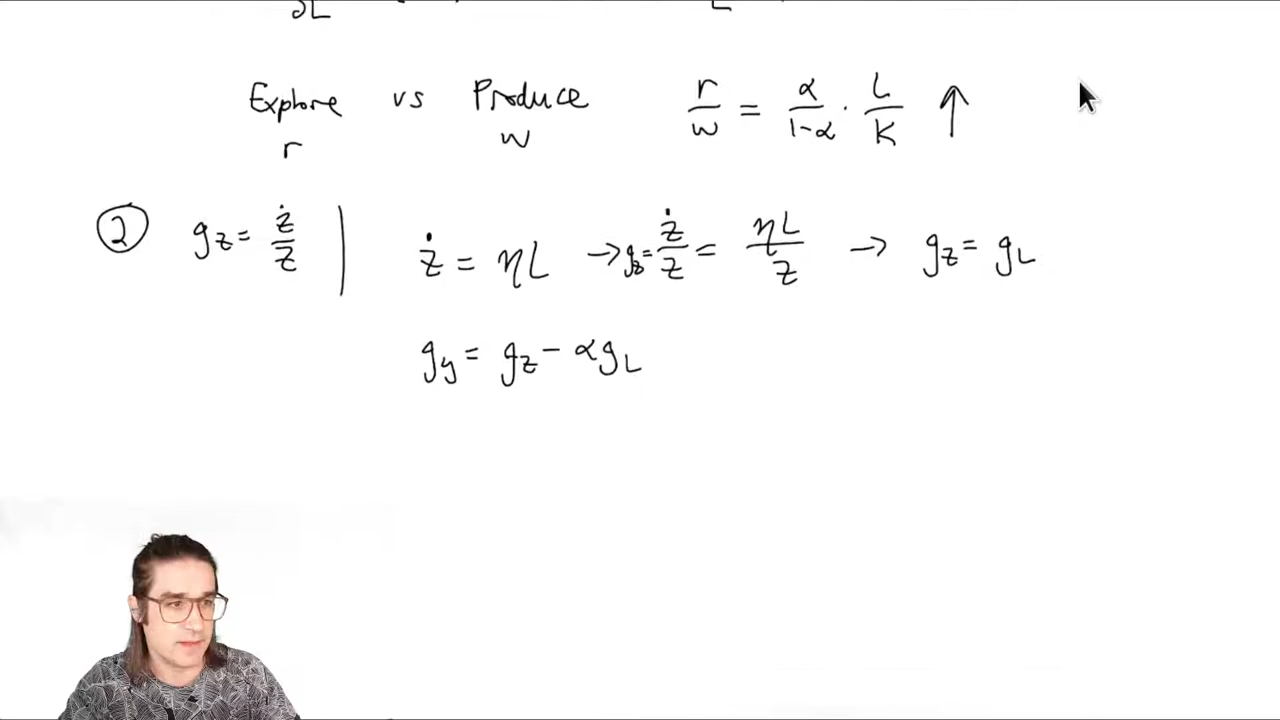 ∂L
Explore vs Produce r/w = α/(1-α) · L/K ↑
r w
② g_z = ż/z | ż = ηL → g_z = ż/z = ηL/z → g_z = g_L
g_y = g_z - αg_L